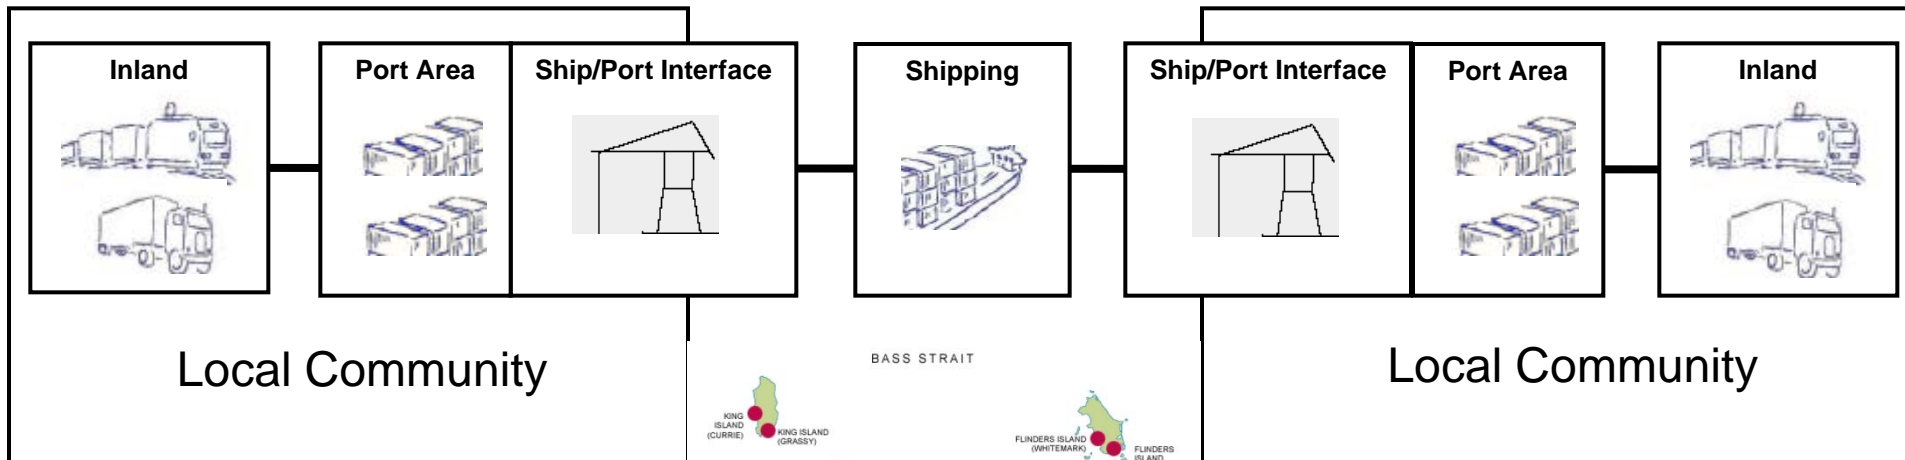 Inland
Port Area
Ship/Port Interface
Shipping
Ship/Port Interface
Port Area
Inland
Local Community
BASS STRAIT
Local Community
KING
ISLAND
(CURRIE)
KING ISLAND
(GRASSY)
FLINDERS ISLAND
(WHITEMARK)
FLINDERS
ISLAND